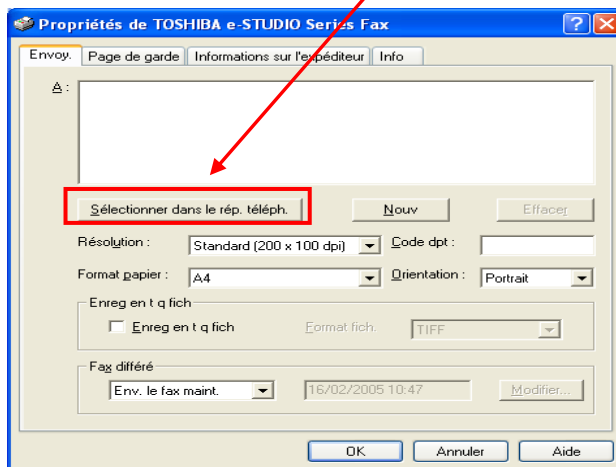 Propriétés de TOSHIBA e-STUDIO Series Fax
Envoy. Page de garde Informations sur l'expéditeur Info
A :
Sélectionner dans le rép. téléph. Nouv Effacer
Résolution : Standard (200 x 100 dpi) Code dpt :
Format papier : A4 Orientation : Portrait
Enreg en t q fich
Enreg en t q fich Format fich. TIFF
Fax différé
Env. le fax maint. 16/02/2005 10:47 Modifier...
OK Annuler Aide